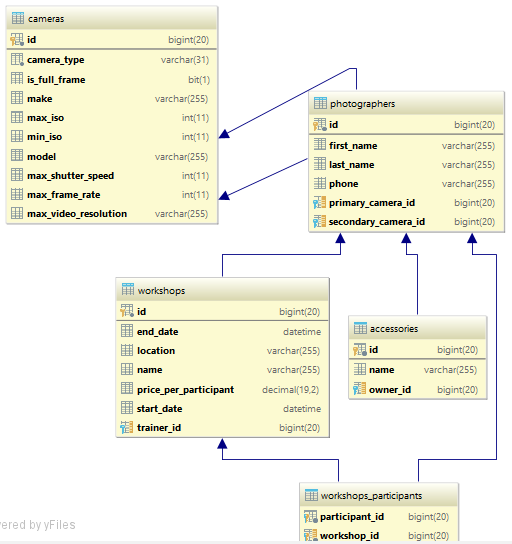 cameras
id bigint(20)
camera_type varchar(31)
is_full_frame bit(1)
make varchar(255)
max_iso int(11)
min_iso int(11)
model varchar(255)
max_shutter_speed int(11)
max_frame_rate int(11)
max_video_resolution varchar(255)
photographers
id bigint(20)
first_name varchar(255)
last_name varchar(255)
phone varchar(255)
primary_camera_id bigint(20)
secondary_camera_id bigint(20)
workshops
id bigint(20)
end_date datetime
location varchar(255)
name varchar(255)
price_per_participant decimal(19,2)
start_date datetime
trainer_id bigint(20)
accessories
id bigint(20)
name varchar(255)
owner_id bigint(20)
workshops_participants
participant_id bigint(20)
workshop_id bigint(20)
wered by yFiles